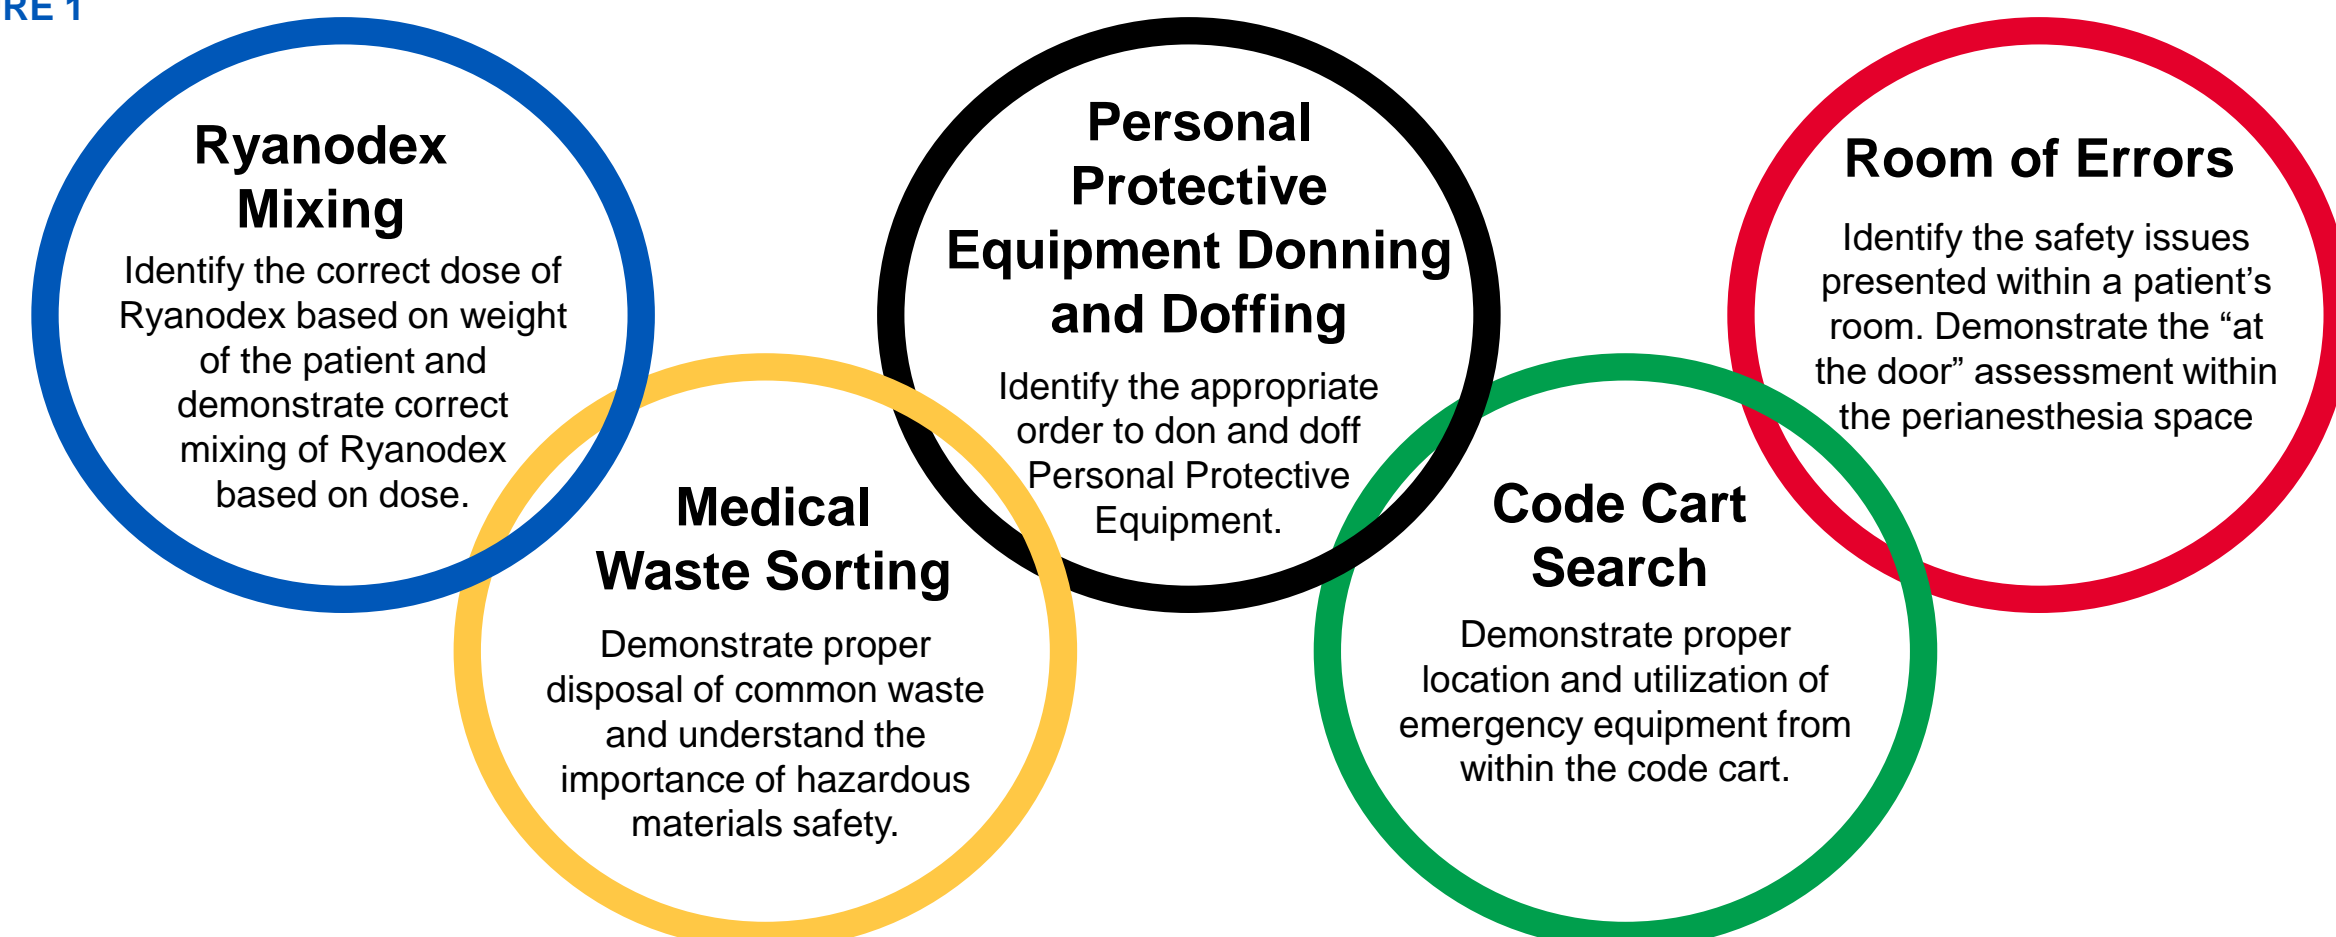 RE 1
Ryanodex
Mixing
Identify the correct dose of
Ryanodex based on weight
of the patient and
demonstrate correct
mixing of Ryanodex
based on dose.
Medical
Waste Sorting
Demonstrate proper
disposal of common waste
and understand the
importance of hazardous
materials safety.
Personal
Protective
Equipment Donning
and Doffing
Identify the appropriate
order to don and doff
Personal Protective
Equipment.
Code Cart
Search
Demonstrate proper
location and utilization of
emergency equipment from
within the code cart.
Room of Errors
Identify the safety issues
presented within a patient’s
room. Demonstrate the “at
the door” assessment within
the perianesthesia space